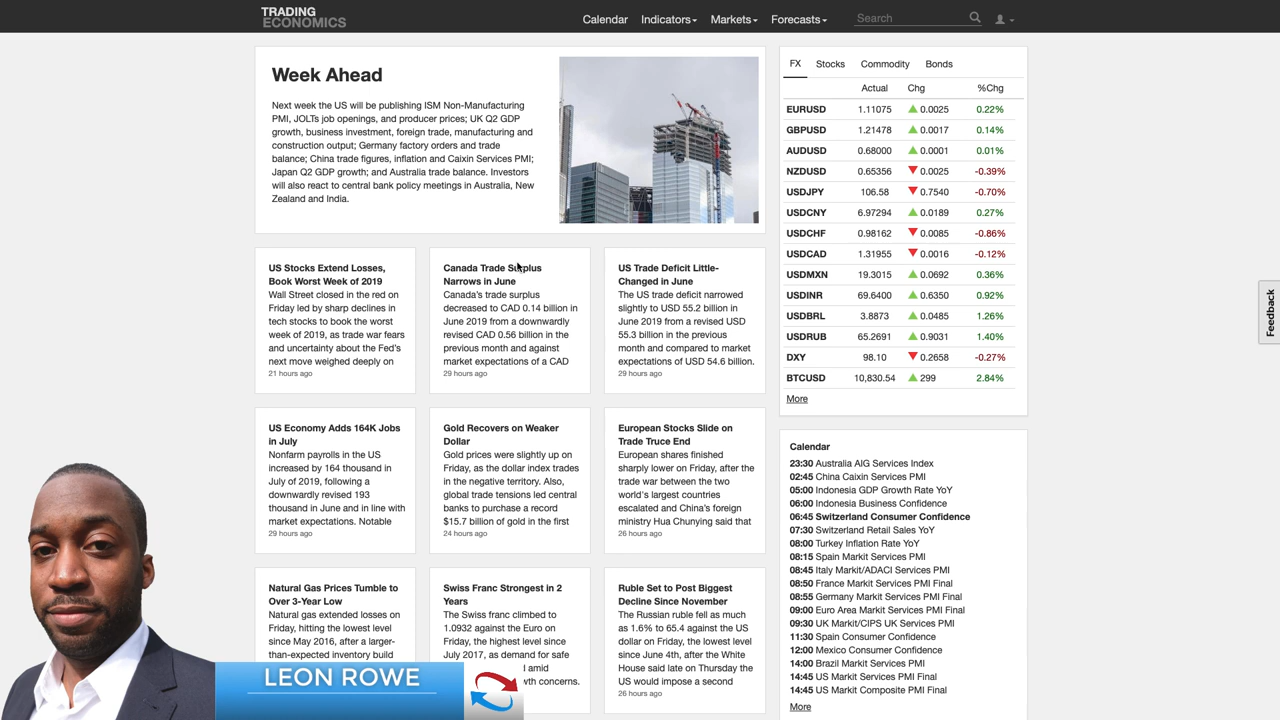 TRADING
ECONOMICS
Calendar Indicators Markets Forecasts Search
Week Ahead
Next week the US will be publishing ISM Non-Manufacturing
PMI, JOLTs job openings, and producer prices; UK Q2 GDP
growth, business investment, foreign trade, manufacturing and
construction output; Germany factory orders and trade
balance; China trade figures, inflation and Caixin Services PMI;
Japan Q2 GDP growth; and Australia trade balance. Investors
will also react to central bank policy meetings in Australia, New
Zealand and India.
US Stocks Extend Losses,
Book Worst Week of 2019
Wall Street closed in the red on
Friday led by sharp declines in
tech stocks to book the worst
week of 2019, as trade war fears
and uncertainty about the Fed's
next move weighed deeply on
21 hours ago
Canada Trade Surplus
Narrows in June
Canada's trade surplus
decreased to CAD 0.14 billion in
June 2019 from a downwardly
revised CAD 0.56 billion in the
previous month and against
market expectations of a CAD
29 hours ago
US Trade Deficit Little-
Changed in June
The US trade deficit narrowed
slightly to USD 55.2 billion in
June 2019 from a revised USD
55.3 billion in the previous
month and compared to market
expectations of USD 54.6 billion.
29 hours ago
US Economy Adds 164K Jobs
in July
Nonfarm payrolls in the US
increased by 164 thousand in
July of 2019, following a
downwardly revised 193
thousand in June and in line with
market expectations. Notable
29 hours ago
Gold Recovers on Weaker
Dollar
Gold prices were slightly up on
Friday, as the dollar index trades
in the negative territory. Also,
global trade tensions led central
banks to purchase a record
$15.7 billion of gold in the first
24 hours ago
European Stocks Slide on
Trade Truce End
European shares finished
sharply lower on Friday, after the
trade war between the two
world's largest countries
escalated and China's foreign
ministry Hua Chunying said that
26 hours ago
Natural Gas Prices Tumble to
Over 3-Year Low
Natural gas extended losses on
Friday, hitting the lowest level
since May 2016, after a larger-
than-expected inventory build
Swiss Franc Strongest in 2
Years
The Swiss franc climbed to
1.0932 against the Euro on
Friday, the highest level since
July 2017, as demand for safe
amid
wth concerns.
Ruble Set to Post Biggest
Decline Since November
The Russian ruble fell as much
as 1.6% to 65.4 against the US
dollar on Friday, the lowest level
since June 4th, after the White
House said late on Thursday the
US would impose a second
26 hours ago
FX Stocks Commodity Bonds
Actual Chg %Chg
EURUSD 1.11075 0.0025 0.22%
GBPUSD 1.21478 0.0017 0.14%
AUDUSD 0.68000 0.0001 0.01%
NZDUSD 0.65356 0.0025 -0.39%
USDJPY 106.58 0.7540 -0.70%
USDCNY 6.97294 0.0189 0.27%
USDCHF 0.98162 0.0085 -0.86%
USDCAD 1.31955 0.0016 -0.12%
USDMXN 19.3015 0.0692 0.36%
USDINR 69.6400 0.6350 0.92%
USDBRL 3.8873 0.0485 1.26%
USDRUB 65.2691 0.9031 1.40%
DXY 98.10 0.2658 -0.27%
BTCUSD 10,830.54 299 2.84%
More
Calendar
23:30 Australia AIG Services Index
02:45 China Caixin Services PMI
05:00 Indonesia GDP Growth Rate YoY
06:00 Indonesia Business Confidence
06:45 Switzerland Consumer Confidence
07:30 Switzerland Retail Sales YoY
08:00 Turkey Inflation Rate YoY
08:15 Spain Markit Services PMI
08:45 Italy Markit/ADACI Services PMI
08:50 France Markit Services PMI Final
08:55 Germany Markit Services PMI Final
09:00 Euro Area Markit Services PMI Final
09:30 UK Markit/CIPS UK Services PMI
11:30 Spain Consumer Confidence
12:00 Mexico Consumer Confidence
14:00 Brazil Markit Services PMI
14:45 US Markit Services PMI Final
14:45 US Markit Composite PMI Final
More
Feedback
LEON ROWE